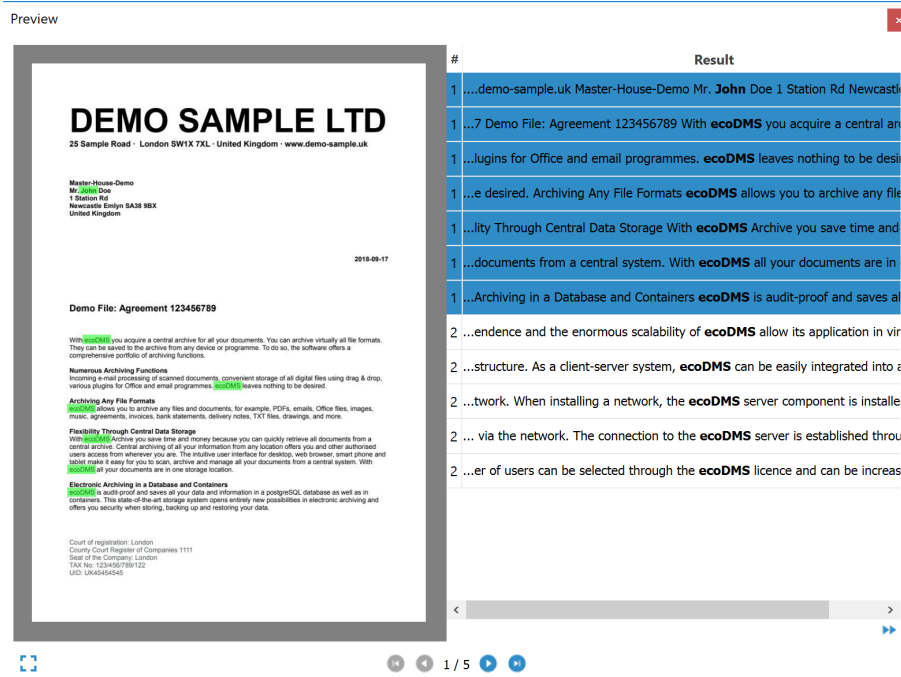 Preview
×
DEMO SAMPLE LTD
25 Sample Road · London SW1X 7XL · United Kingdom · www.demo-sample.uk
Master-House-Demo
Mr. John Doe
1 Station Rd
Newcastle Emlyn SA38 9BX
United Kingdom
2018-09-17
Demo File: Agreement 123456789
With ecoDMS you acquire a central archive for all your documents. You can archive virtually all file formats.
They can be saved to the archive from any device or programme. To do so, the software offers a
comprehensive portfolio of archiving functions.
Numerous Archiving Functions
Incoming e-mail processing of scanned documents, convenient storage of all digital files using drag & drop,
various plugins for Office and email programmes. ecoDMS leaves nothing to be desired.
Archiving Any File Formats
ecoDMS allows you to archive any files and documents, for example, PDFs, emails, Office files, images,
music, agreements, invoices, bank statements, delivery notes, TXT files, drawings, and more.
Flexibility Through Central Data Storage
With ecoDMS Archive you save time and money because you can quickly retrieve all documents from a
central archive. Central archiving of all your information from any location offers you and other authorised
users access from wherever you are. The intuitive user interface for desktop, web browser, smart phone and
tablet make it easy for you to scan, archive and manage all your documents from a central system. With
ecoDMS all your documents are in one storage location.
Electronic Archiving in a Database and Containers
ecoDMS is audit-proof and saves all your data and information in a postgreSQL database as well as in
containers. This state-of-the-art storage system opens entirely new possibilities in electronic archiving and
offers you security when storing, backing up and restoring your data.
Court of registration: London
County Court Register of Companies 1111
Seat of the Company: London
TAX No: 123/456/789/122
UID: UK45454545
# Result
1 ....demo-sample.uk Master-House-Demo Mr. John Doe 1 Station Rd Newcastle
1 ...7 Demo File: Agreement 123456789 With ecoDMS you acquire a central arc
1 ...lugins for Office and email programmes. ecoDMS leaves nothing to be desi
1 ...e desired. Archiving Any File Formats ecoDMS allows you to archive any file
1 ...lity Through Central Data Storage With ecoDMS Archive you save time and
1 ...documents from a central system. With ecoDMS all your documents are in
1 ...Archiving in a Database and Containers ecoDMS is audit-proof and saves al
2 ...endence and the enormous scalability of ecoDMS allow its application in vir
2 ...structure. As a client-server system, ecoDMS can be easily integrated into a
2 ...twork. When installing a network, the ecoDMS server component is installe
2 ... via the network. The connection to the ecoDMS server is established throu
2 ...er of users can be selected through the ecoDMS licence and can be increas
1 / 5